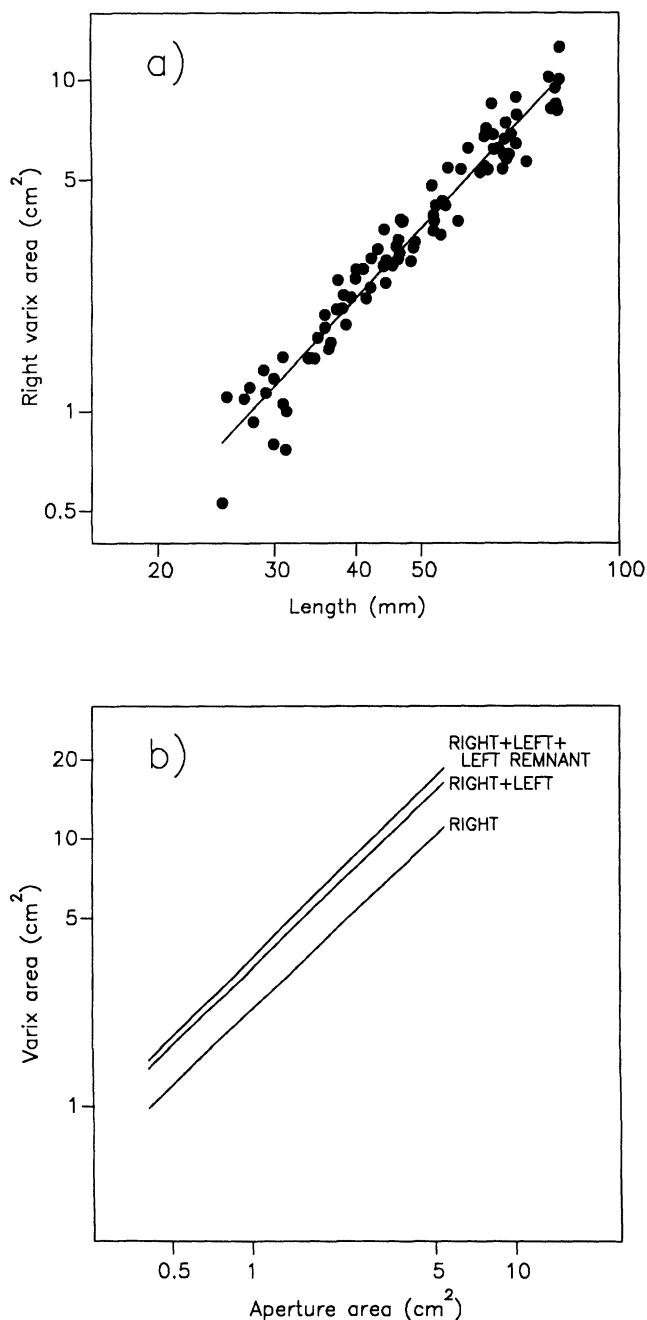 a)
10
5
1
0.5
Right varix area (cm²)
20
30
40
50
100
Length (mm)
b)
RIGHT+LEFT+
LEFT REMNANT
RIGHT+LEFT
RIGHT
20
10
5
1
Varix area (cm²)
0.5
1
5
10
Aperture area (cm²)